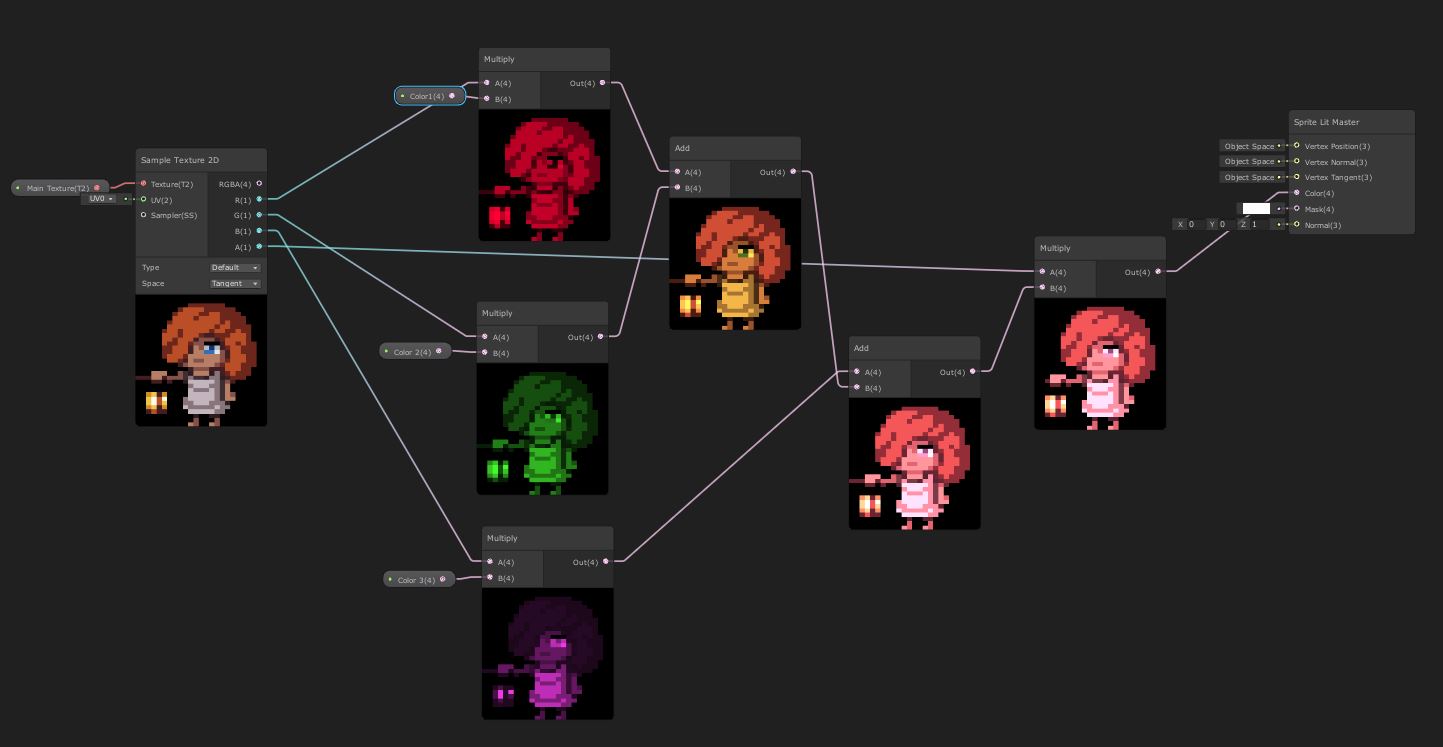 Main Texture(T2)
UV0
Sample Texture 2D
Texture(T2)
RGBA(4)
UV(2)
R(1)
Sampler(SS)
G(1)
B(1)
A(1)
Type
Default
Space
Tangent
Color1(4)
Multiply
A(4)
Out(4)
B(4)
Color 2(4)
Multiply
A(4)
Out(4)
B(4)
Color 3(4)
Multiply
A(4)
Out(4)
B(4)
Add
A(4)
Out(4)
B(4)
Add
A(4)
Out(4)
B(4)
Multiply
A(4)
Out(4)
B(4)
Sprite Lit Master
Object Space
Vertex Position(3)
Object Space
Vertex Normal(3)
Object Space
Vertex Tangent(3)
Color(4)
Mask(4)
X 0 Y 0 Z 1
Normal(3)